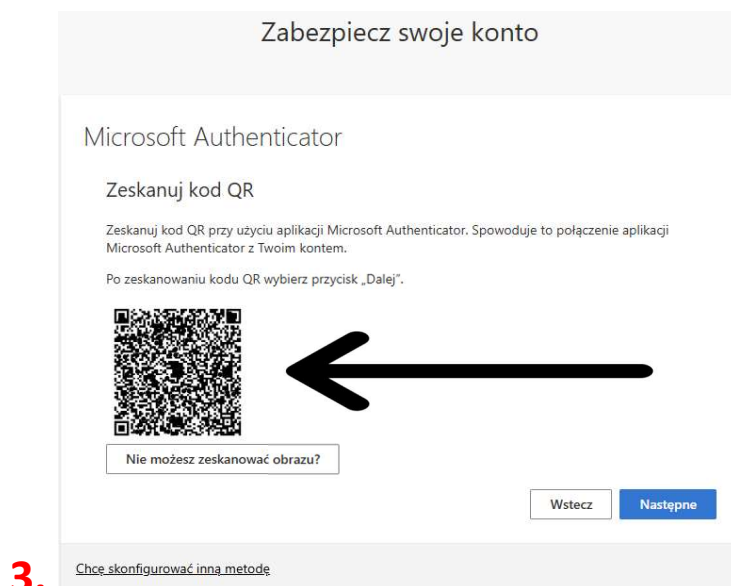 Zabezpiecz swoje konto
Microsoft Authenticator
Zeskanuj kod QR
Zeskanuj kod QR przy użyciu aplikacji Microsoft Authenticator. Spowoduje to połączenie aplikacji
Microsoft Authenticator z Twoim kontem.
Po zeskanowaniu kodu QR wybierz przycisk „Dalej".
Nie możesz zeskanować obrazu?
Wstecz Następne
3. Chcę skonfigurować inną metodę